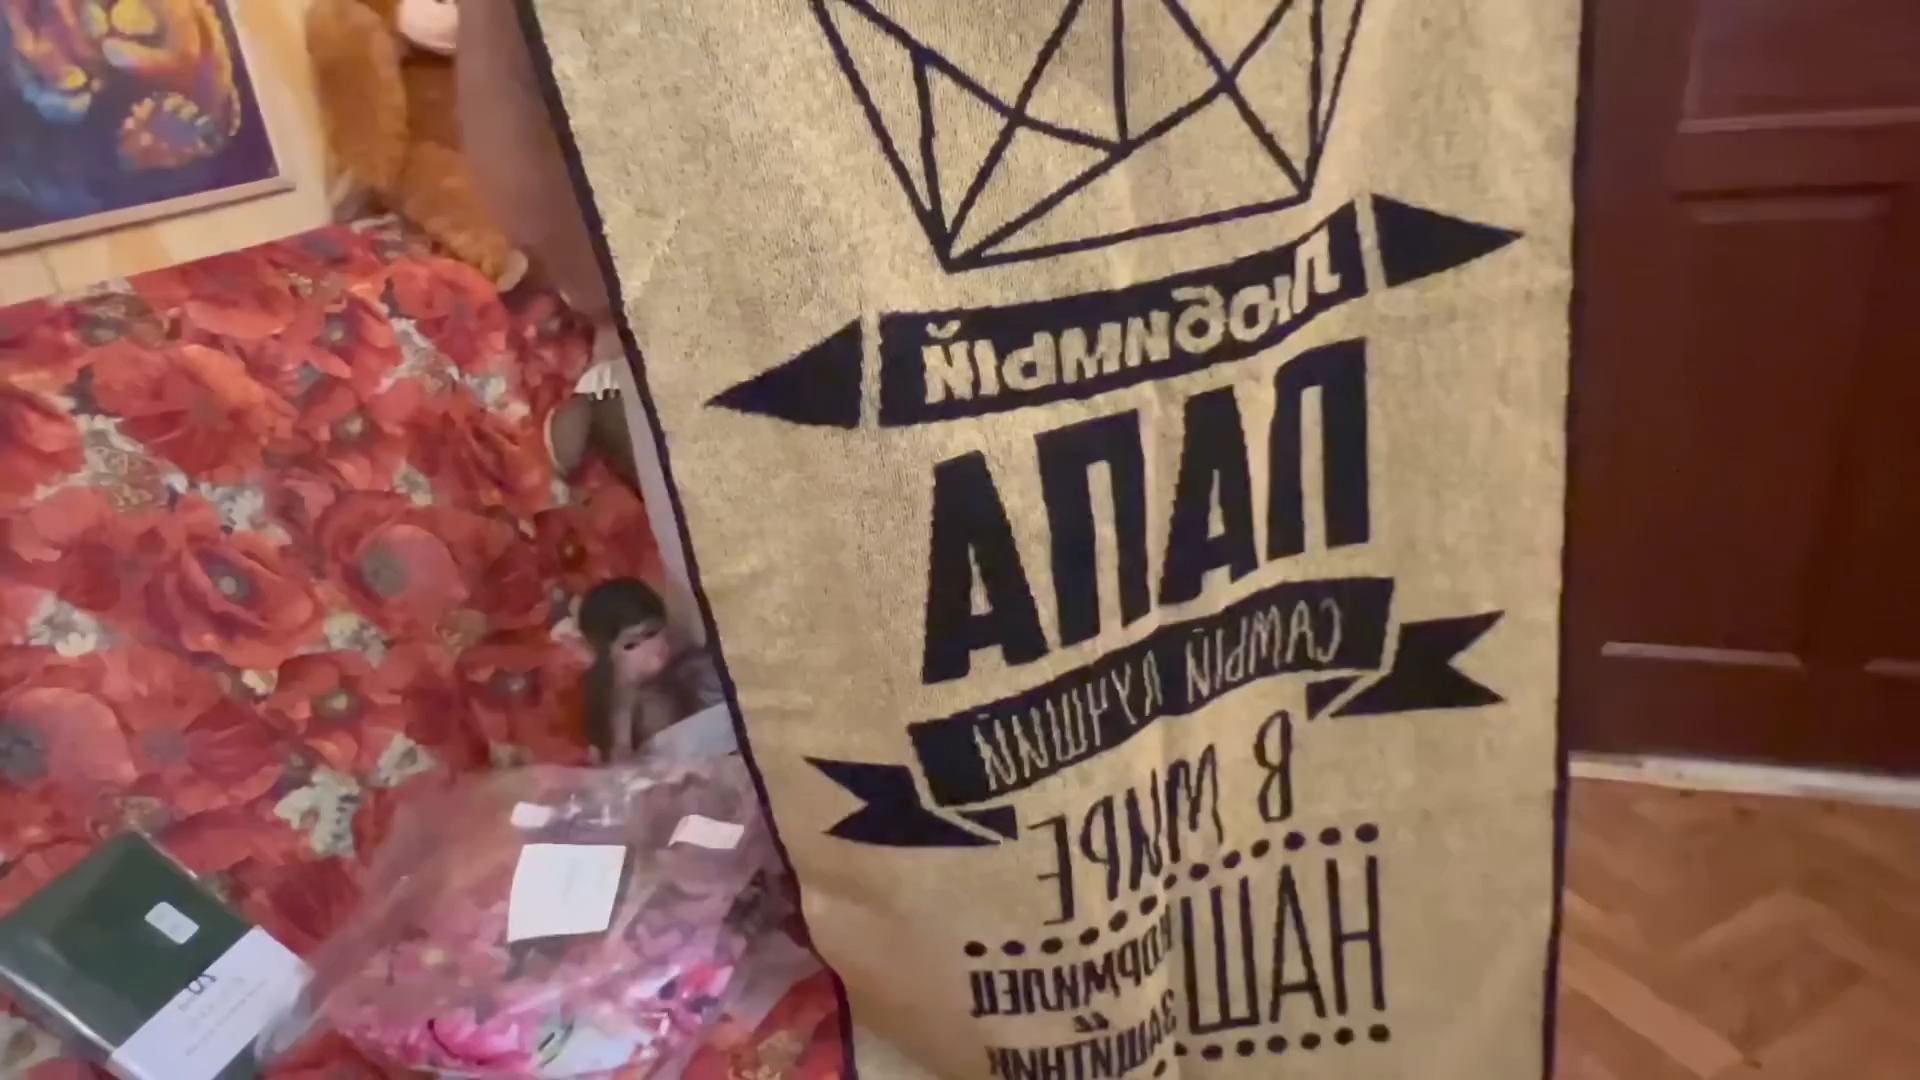 Любимый
ПАПА
САМЫЙ ЛУЧШИЙ
В МИРЕ
НАШ
КОРМИЛЕЦ
ЗАЩИТНИК